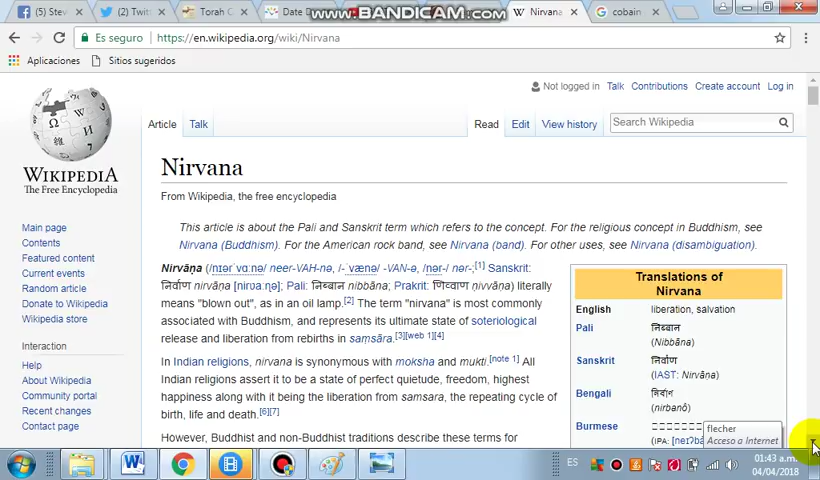 (5) Stev
(2) Twit
Torah G
Date D
WWW.BANDICAM.COM
Nirvana
cobain
Es seguro
https://en.wikipedia.org/wiki/Nirvana
Aplicaciones
Sitios sugeridos
Not logged in Talk Contributions Create account Log in
Article Talk
Read Edit View history
Search Wikipedia
WIKIPEDIA
The Free Encyclopedia
Main page
Contents
Featured content
Current events
Random article
Donate to Wikipedia
Wikipedia store
Interaction
Help
About Wikipedia
Community portal
Recent changes
Contact page
Nirvana
From Wikipedia, the free encyclopedia
This article is about the Pali and Sanskrit term which refers to the concept. For the religious concept in Buddhism, see
Nirvana (Buddhism). For the American rock band, see Nirvana (band). For other uses, see Nirvana (disambiguation).
Nirvāṇa (/nɪərˈvɑːnə/ neer-VAH-nə, /-ˈvænə/ -VAN-ə, /nər-/ nər-;[1] Sanskrit:
निर्वाण nirvāṇa [nirʋaːɳə]; Pali: निब्बान nibbāna; Prakrit: णिव्वाण ṇivvāṇa) literally
means "blown out", as in an oil lamp.[2] The term "nirvana" is most commonly
associated with Buddhism, and represents its ultimate state of soteriological
release and liberation from rebirths in saṃsāra.[3][web 1][4]
In Indian religions, nirvana is synonymous with moksha and mukti.[note 1] All
Indian religions assert it to be a state of perfect quietude, freedom, highest
happiness along with it being the liberation from samsara, the repeating cycle of
birth, life and death.[6][7]
However, Buddhist and non-Buddhist traditions describe these terms for
Translations of
Nirvana
English liberation, salvation
Pali निब्बान
(Nibbāna)
Sanskrit निर्वाण
(IAST: Nirvāṇa)
Bengali নির্বাণ
(nirbanô)
Burmese
(IPA: [neɪʔbà
flecher
Acceso a Internet
ES
01:43 a.m.
04/04/2018